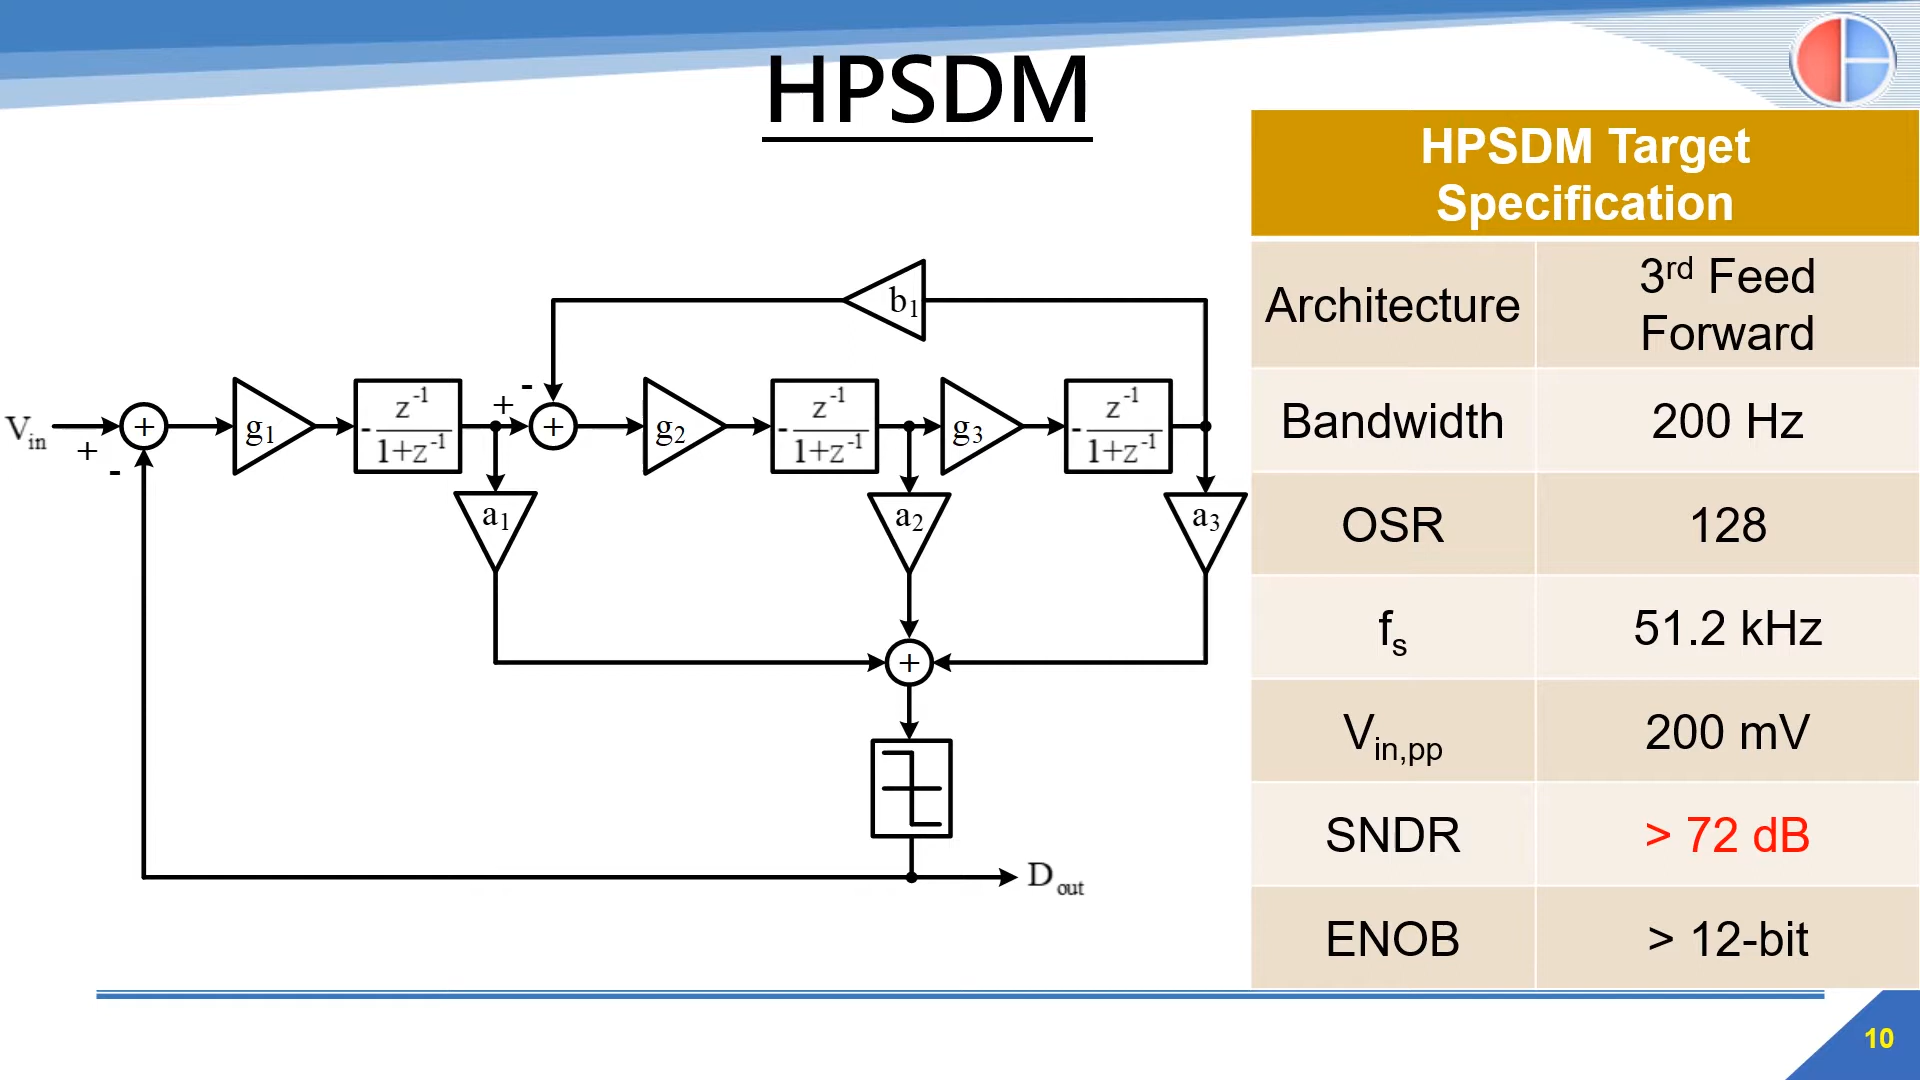 HPSDM
HPSDM Target
Specification
Architecture
3rd Feed
Forward
Bandwidth
200 Hz
OSR
128
fs
51.2 kHz
Vin,pp
200 mV
SNDR
> 72 dB
ENOB
> 12-bit
b1
Vin
+
-
+
g1
- z-1
1+z-1
+
-
+
g2
- z-1
1+z-1
g3
- z-1
1+z-1
a1
a2
a3
+
Dout
10